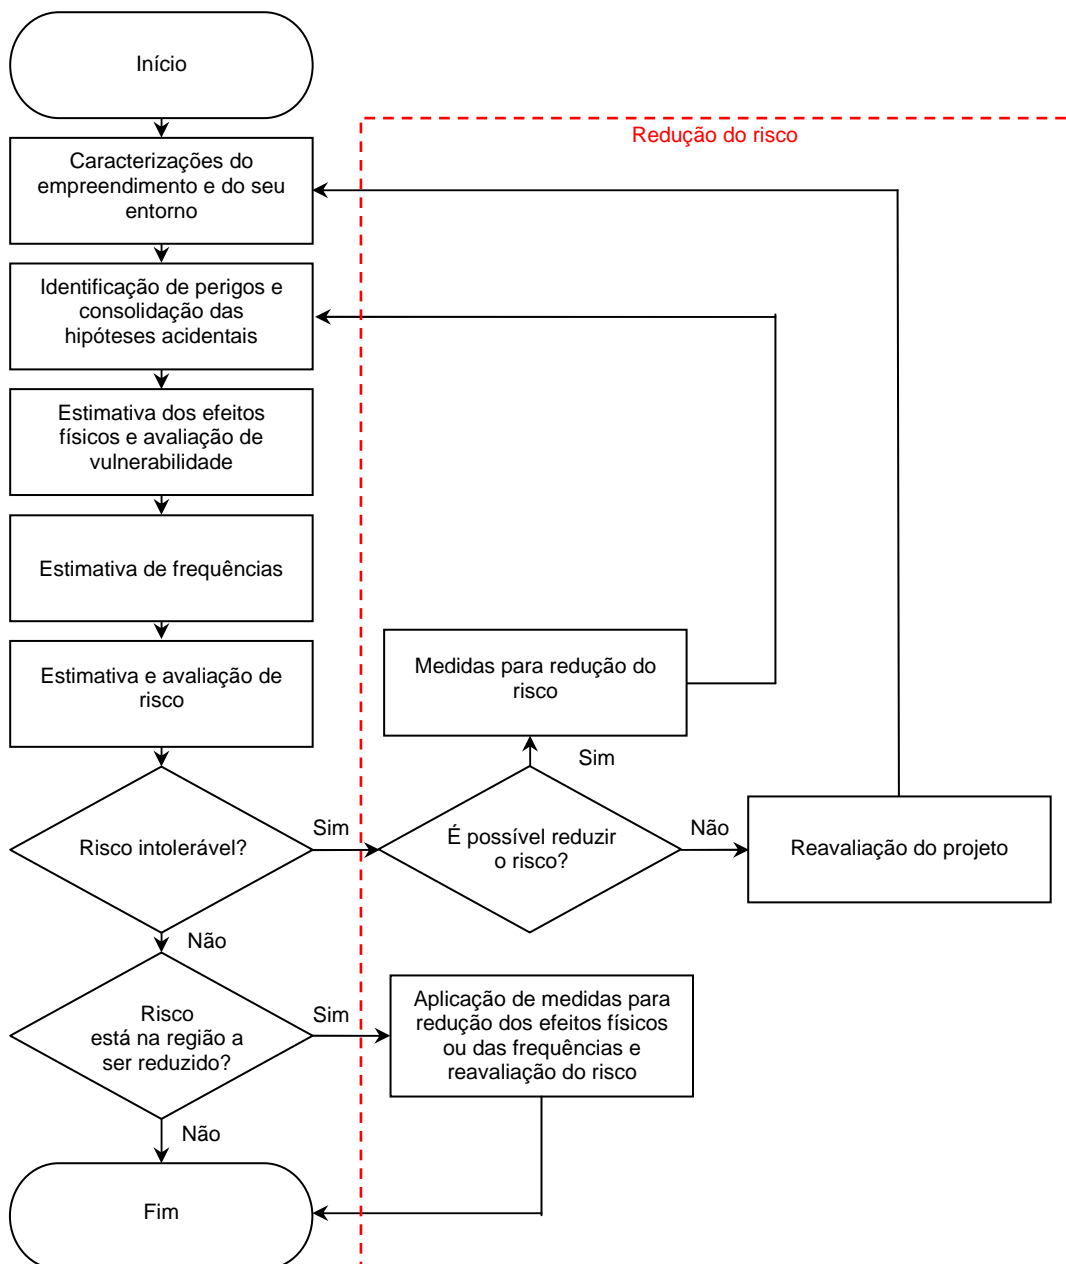 Início
Redução do risco
Caracterizações do
empreendimento e do seu
entorno
Identificação de perigos e
consolidação das
hipóteses acidentais
Estimativa dos efeitos
físicos e avaliação de
vulnerabilidade
Estimativa de frequências
Estimativa e avaliação de
risco
Medidas para redução do
risco
Sim
Risco intolerável?
Sim
É possível reduzir
o risco?
Não
Reavaliação do projeto
Não
Risco
está na região a
ser reduzido?
Sim
Aplicação de medidas para
redução dos efeitos físicos
ou das frequências e
reavaliação do risco
Não
Fim